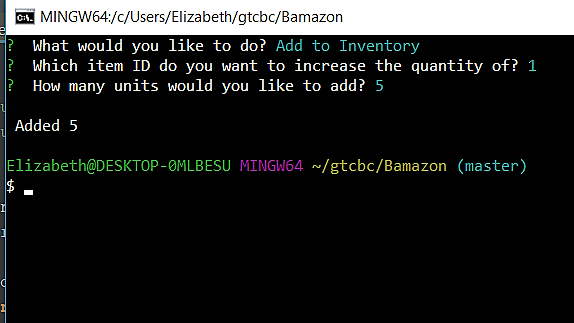 MINGW64:/c/Users/Elizabeth/gtcbc/Bamazon
? What would you like to do? Add to Inventory
? Which item ID do you want to increase the quantity of? 1
? How many units would you like to add? 5
Added 5
Elizabeth@DESKTOP-0MLBESU MINGW64 ~/gtcbc/Bamazon (master)
$